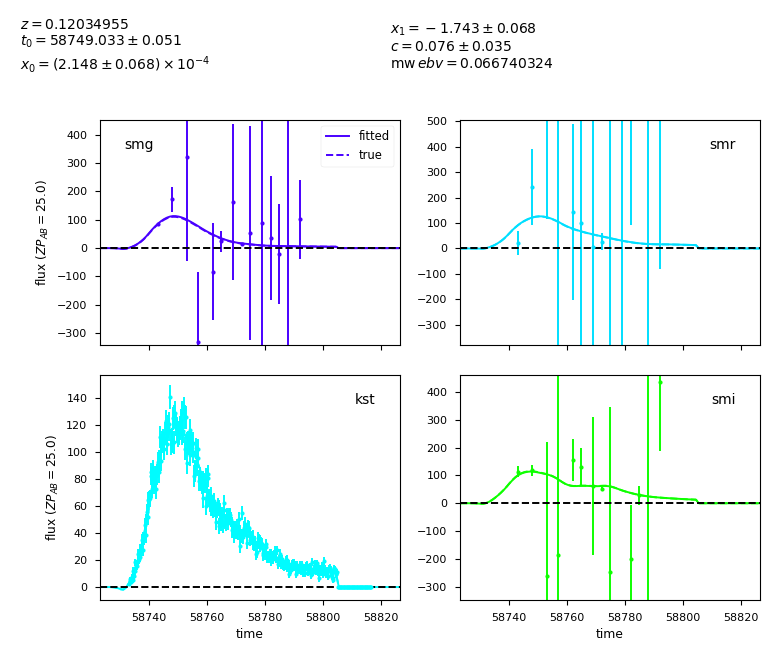 z = 0.12034955
t₀ = 58749.033 ± 0.051
x₀ = (2.148 ± 0.068) × 10⁻⁴
x₁ = −1.743 ± 0.068
c = 0.076 ± 0.035
mw ebv = 0.066740324
smg
fitted
true
400
300
200
100
0
−100
−200
−300
flux (ZP_AB = 25.0)
smr
500
400
300
200
100
0
−100
−200
−300
kst
140
120
100
80
60
40
20
0
flux (ZP_AB = 25.0)
58740 58760 58780 58800 58820
time
smi
400
300
200
100
0
−100
−200
−300
58740 58760 58780 58800 58820
time